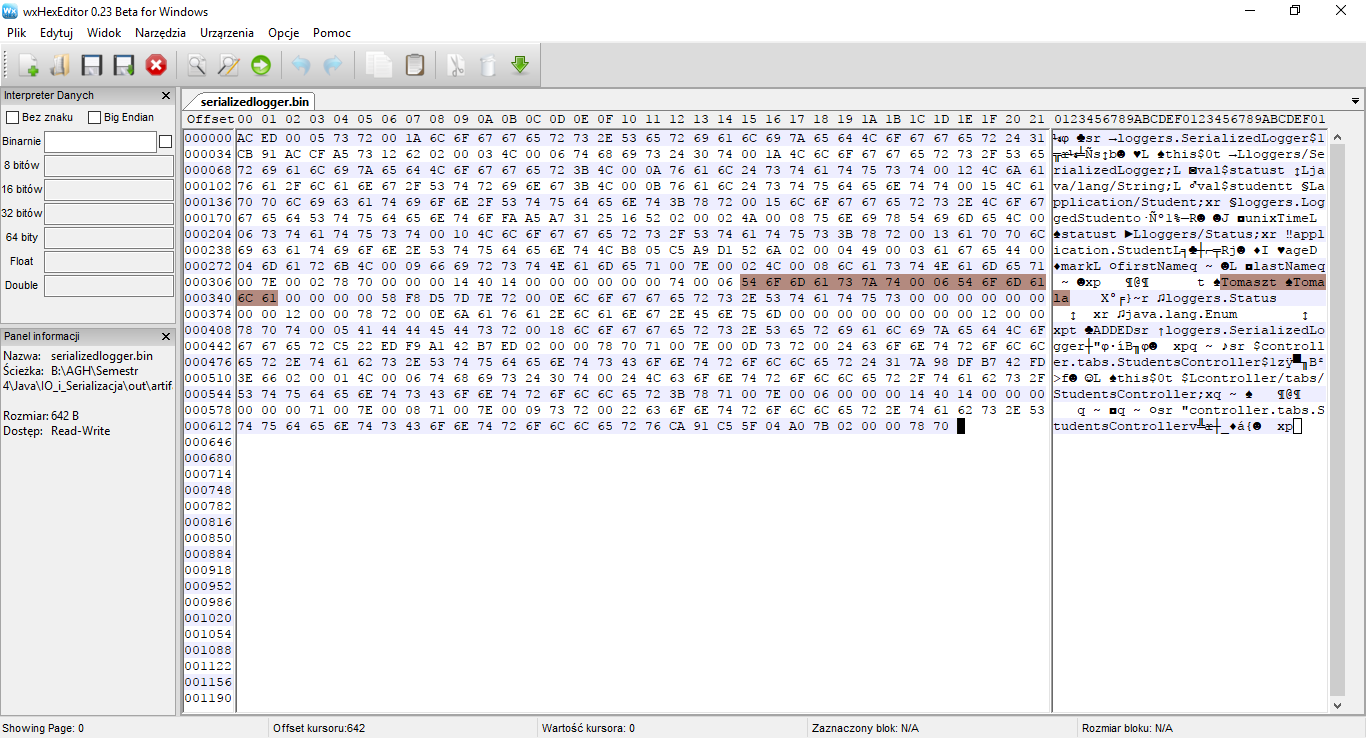 wxHexEditor 0.23 Beta for Windows
Plik Edytuj Widok Narzędzia Urządzenia Opcje Pomoc
Interpreter Danych
Bez znaku Big Endian
Binarnie
8 bitów
16 bitów
32 bitów
64 bity
Float
Double
Panel informacji
Nazwa: serializedlogger.bin
Ścieżka: B:\AGH\Semestr
4\Java\IO_i_Serializacja\out\artif
Rozmiar: 642 B
Dostęp: Read-Write
serializedlogger.bin
Offset 00 01 02 03 04 05 06 07 08 09 0A 0B 0C 0D 0E 0F 10 11 12 13 14 15 16 17 18 19 1A 1B 1C 1D 1E 1F 20 21 0123456789ABCDEF0123456789ABCDEF01
000000 AC ED 00 05 73 72 00 1A 6C 6F 67 67 65 72 73 2E 53 65 72 69 61 6C 69 7A 65 64 4C 6F 67 67 65 72 24 31 sr →loggers.SerializedLogger$1
000034 CB 91 AC CF A5 73 12 62 02 00 03 4C 00 06 74 68 69 73 24 30 74 00 1A 4C 6C 6F 67 67 65 72 73 2F 53 65 L ♠this$0t →Lloggers/Se
000068 72 69 61 6C 69 7A 65 64 4C 6F 67 67 65 72 3B 4C 00 0A 76 61 6C 24 73 74 61 74 75 73 74 00 12 4C 6A 61 rializedLogger;L ◙val$statust ↕Lja
000102 76 61 2F 6C 61 6E 67 2F 53 74 72 69 6E 67 3B 4C 00 0B 76 61 6C 24 73 74 75 64 65 6E 74 74 00 15 4C 61 va/lang/String;L ♂val$studentt §La
000136 70 70 6C 69 63 61 74 69 6F 6E 2F 53 74 75 64 65 6E 74 3B 78 72 00 15 6C 6F 67 67 65 72 73 2E 4C 6F 67 pplication/Student;xr §loggers.Log
000170 67 65 64 53 74 75 64 65 6E 74 6F FA A5 A7 31 25 16 52 02 00 02 4A 00 08 75 6E 69 78 54 69 6D 65 4C 00 gedStudento·Ñº1%▬R☻ ☻J ◘unixTimeL
000204 06 73 74 61 74 75 73 74 00 10 4C 6C 6F 67 67 65 72 73 2F 53 74 61 74 75 73 3B 78 72 00 13 61 70 70 6C ♠statust ►Lloggers/Status;xr ‼appl
000238 69 63 61 74 69 6F 6E 2E 53 74 75 64 65 6E 74 4C B8 05 C5 A9 D1 52 6A 02 00 04 49 00 03 61 67 65 44 00 ication.StudentL╕♣┼⌐╤Rj☻ ♦I ♥ageD
000272 04 6D 61 72 6B 4C 00 09 66 69 72 73 74 4E 61 6D 65 71 00 7E 00 02 4C 00 08 6C 61 73 74 4E 61 6D 65 71 ♦markL ○firstNameq ~ ☻L ◘lastNameq
000306 00 7E 00 02 78 70 00 00 00 14 40 14 00 00 00 00 00 00 74 00 06 54 6F 6D 61 73 7A 74 00 06 54 6F 6D 61 ~ ☻xp ¶@¶ t ♠Tomaszt ♠Toma
000340 6C 61 00 00 00 00 58 F8 D5 7D 7E 72 00 0E 6C 6F 67 67 65 72 73 2E 53 74 61 74 75 73 00 00 00 00 00 00 la X°╒}~r ♫loggers.Status
000374 00 00 12 00 00 78 72 00 0E 6A 61 76 61 2E 6C 61 6E 67 2E 45 6E 75 6D 00 00 00 00 00 00 00 00 12 00 00 ↕ xr ♫java.lang.Enum ↕
000408 78 70 74 00 05 41 44 44 45 44 73 72 00 18 6C 6F 67 67 65 72 73 2E 53 65 72 69 61 6C 69 7A 65 64 4C 6F xpt ♣ADDEDsr ↑loggers.SerializedLo
000442 67 67 65 72 C5 22 ED F9 A1 42 B7 ED 02 00 00 78 70 71 00 7E 00 0D 73 72 00 24 63 6F 6E 74 72 6F 6C 6C gger┼"φ∙íB╖φ☻ xpq ~ ♪sr $controll
000476 65 72 2E 74 61 62 73 2E 53 74 75 64 65 6E 74 73 43 6F 6E 74 72 6F 6C 6C 65 72 24 31 7A 98 DF B7 42 FD er.tabs.StudentsController$1zÿ▀╖B²
000510 3E 66 02 00 01 4C 00 06 74 68 69 73 24 30 74 00 24 4C 63 6F 6E 74 72 6F 6C 6C 65 72 2F 74 61 62 73 2F >f☻ ☺L ♠this$0t $Lcontroller/tabs/
000544 53 74 75 64 65 6E 74 73 43 6F 6E 74 72 6F 6C 6C 65 72 3B 78 71 00 7E 00 06 00 00 00 14 40 14 00 00 00 StudentsController;xq ~ ♠ ¶@¶
000578 00 00 00 71 00 7E 00 08 71 00 7E 00 09 73 72 00 22 63 6F 6E 74 72 6F 6C 6C 65 72 2E 74 61 62 73 2E 53 q ~ ◘q ~ ○sr "controller.tabs.S
000612 74 75 64 65 6E 74 73 43 6F 6E 74 72 6F 6C 6C 65 72 76 CA 91 C5 5F 04 A0 7B 02 00 00 78 70 tudentsControllerv╩æ┼_♦á{☻ xp
000646
000680
000714
000748
000782
000816
000850
000884
000918
000952
000986
001020
001054
001088
001122
001156
001190
Showing Page: 0 Offset kursoru:642 Wartość kursora: 0 Zaznaczony blok: N/A Rozmiar bloku: N/A